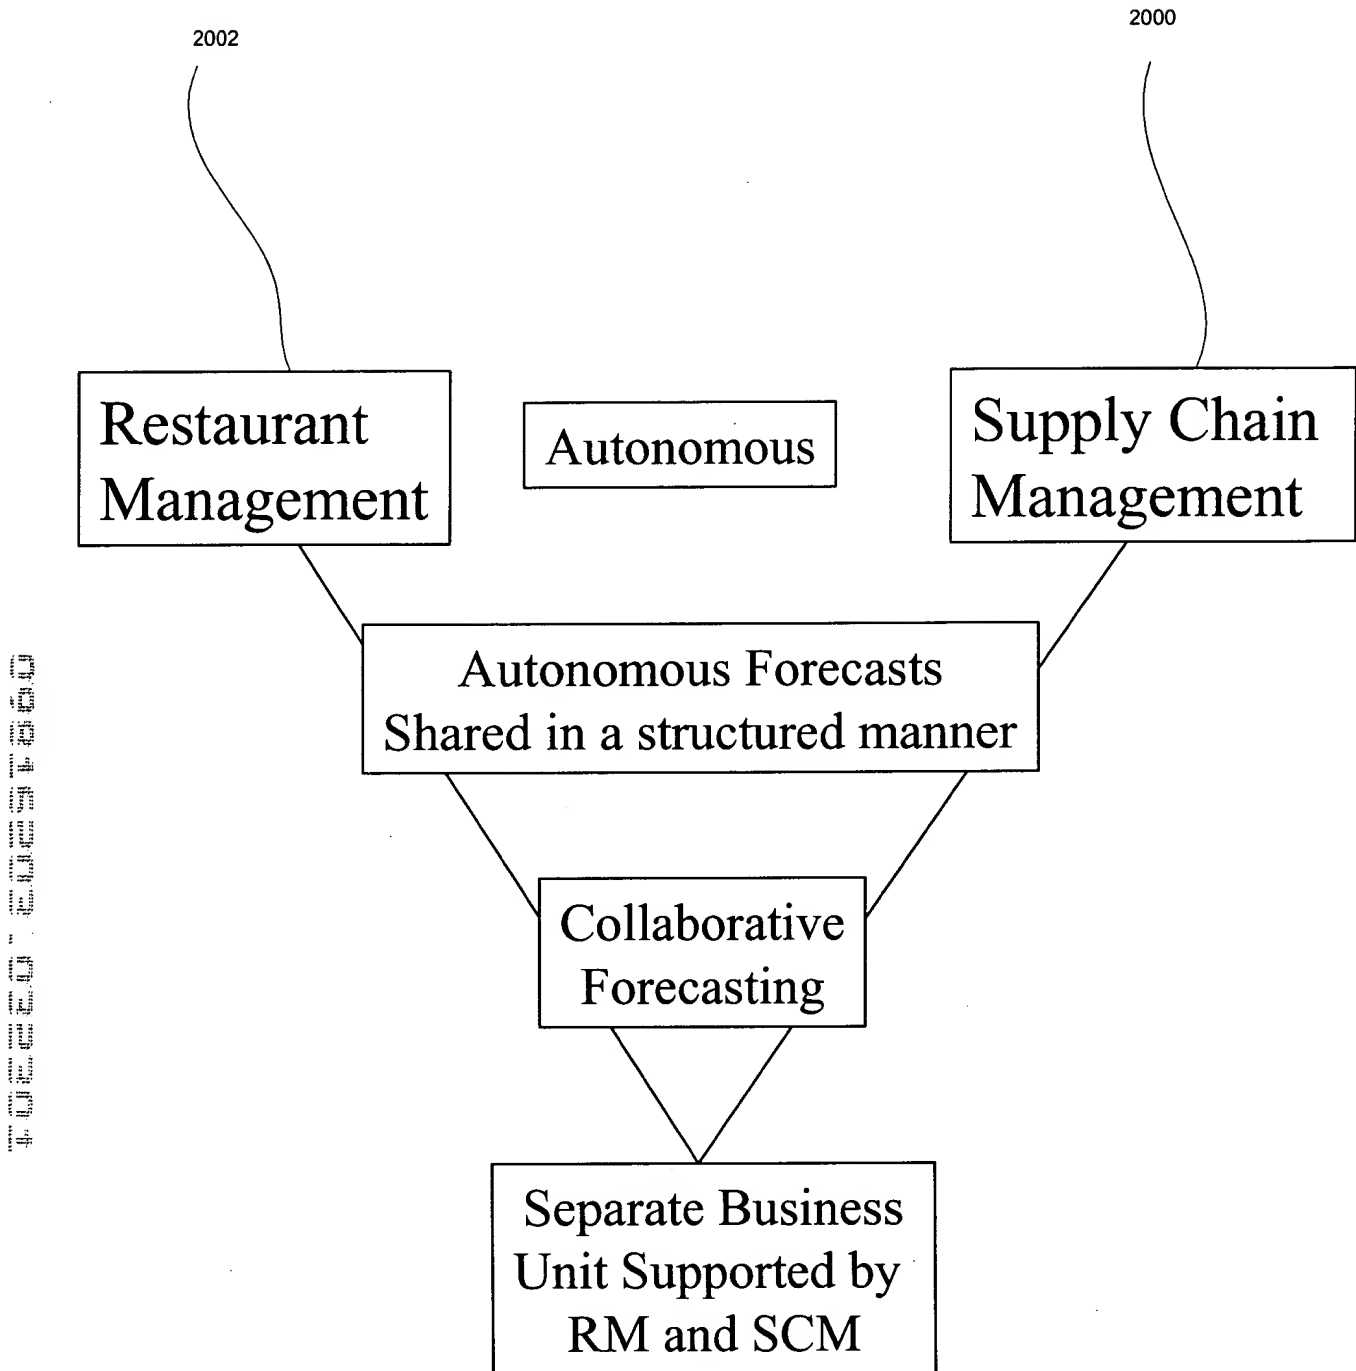 2002
2000
Restaurant
Management
Autonomous
Supply Chain
Management
Autonomous Forecasts
Shared in a structured manner
Collaborative
Forecasting
Separate Business
Unit Supported by
RM and SCM